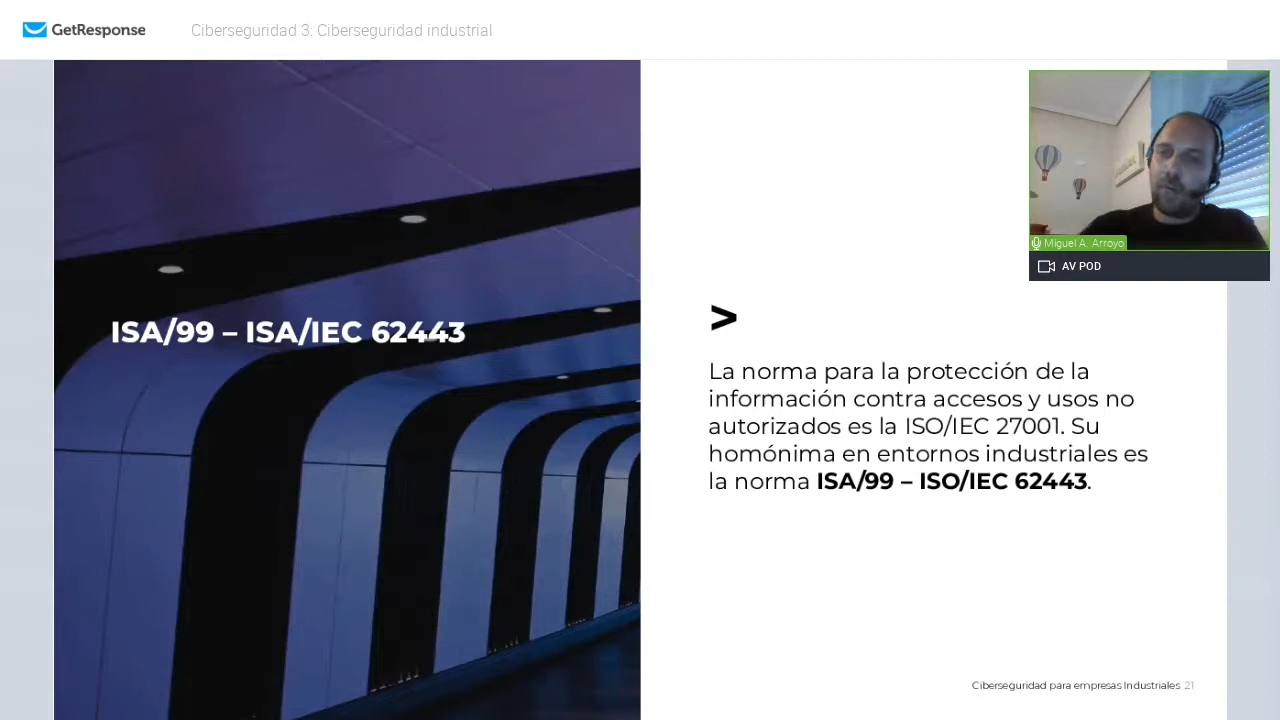 GetResponse
Ciberseguridad 3: Ciberseguridad industrial
Miguel A. Arroyo
AV POD
ISA/99 – ISA/IEC 62443
>
La norma para la protección de la
información contra accesos y usos no
autorizados es la ISO/IEC 27001. Su
homónima en entornos industriales es
la norma ISA/99 – ISO/IEC 62443.
Ciberseguridad para empresas Industriales 21